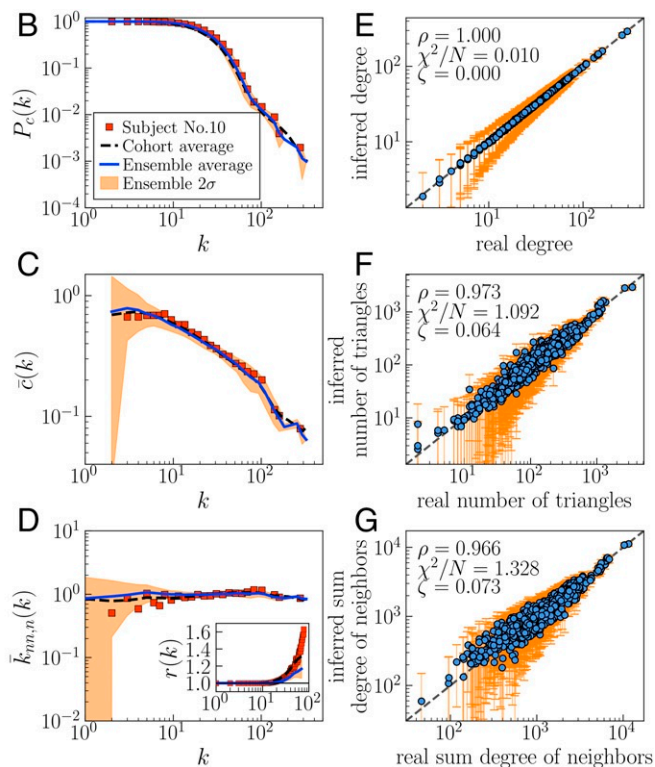 B
P_c(k)
10^0
10^-1
10^-2
10^-3
Subject No.10
Cohort average
Ensemble average
Ensemble 2σ
10^0 10^1 10^2
k
E
inferred degree
10^2
10^1
ρ = 1.000
χ²/N = 0.010
ζ = 0.000
10^1 10^2
real degree
C
c̄(k)
10^0
10^-1
10^0 10^1 10^2
k
F
inferred
number of triangles
10^3
10^2
10^1
ρ = 0.973
χ²/N = 1.092
ζ = 0.064
10^1 10^2 10^3
real number of triangles
D
k̄_nn,n(k)
10^1
10^0
10^-1
10^-2
r(k)
1.6
1.4
1.2
1.0
10^0 10^1 10^2
10^0 10^1 10^2
k
G
inferred sum
degree of neighbors
10^4
10^3
10^2
ρ = 0.966
χ²/N = 1.328
ζ = 0.073
10^2 10^3 10^4
real sum degree of neighbors